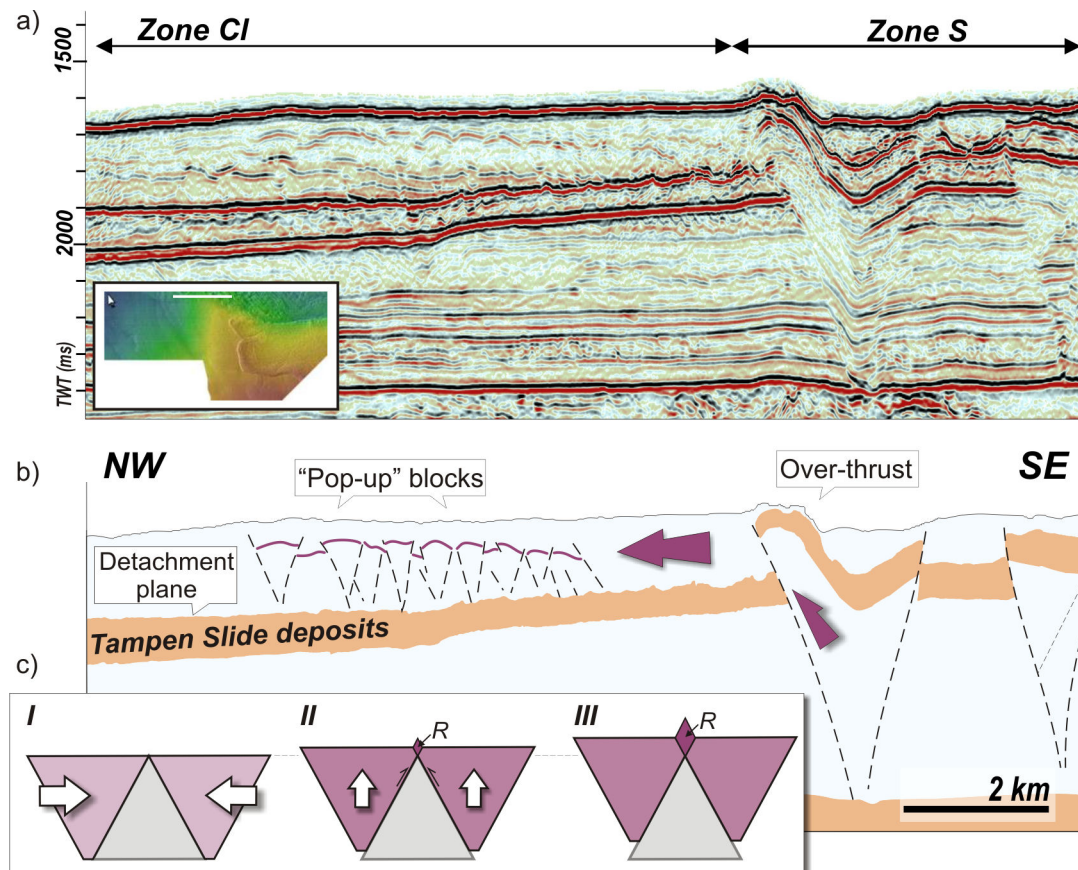 a)
Zone Cl
Zone S
1500
2000
TWT (ms)
b)
NW
SE
“Pop-up” blocks
Over-thrust
Detachment
plane
Tampen Slide deposits
c)
I
II
III
R
R
2 km